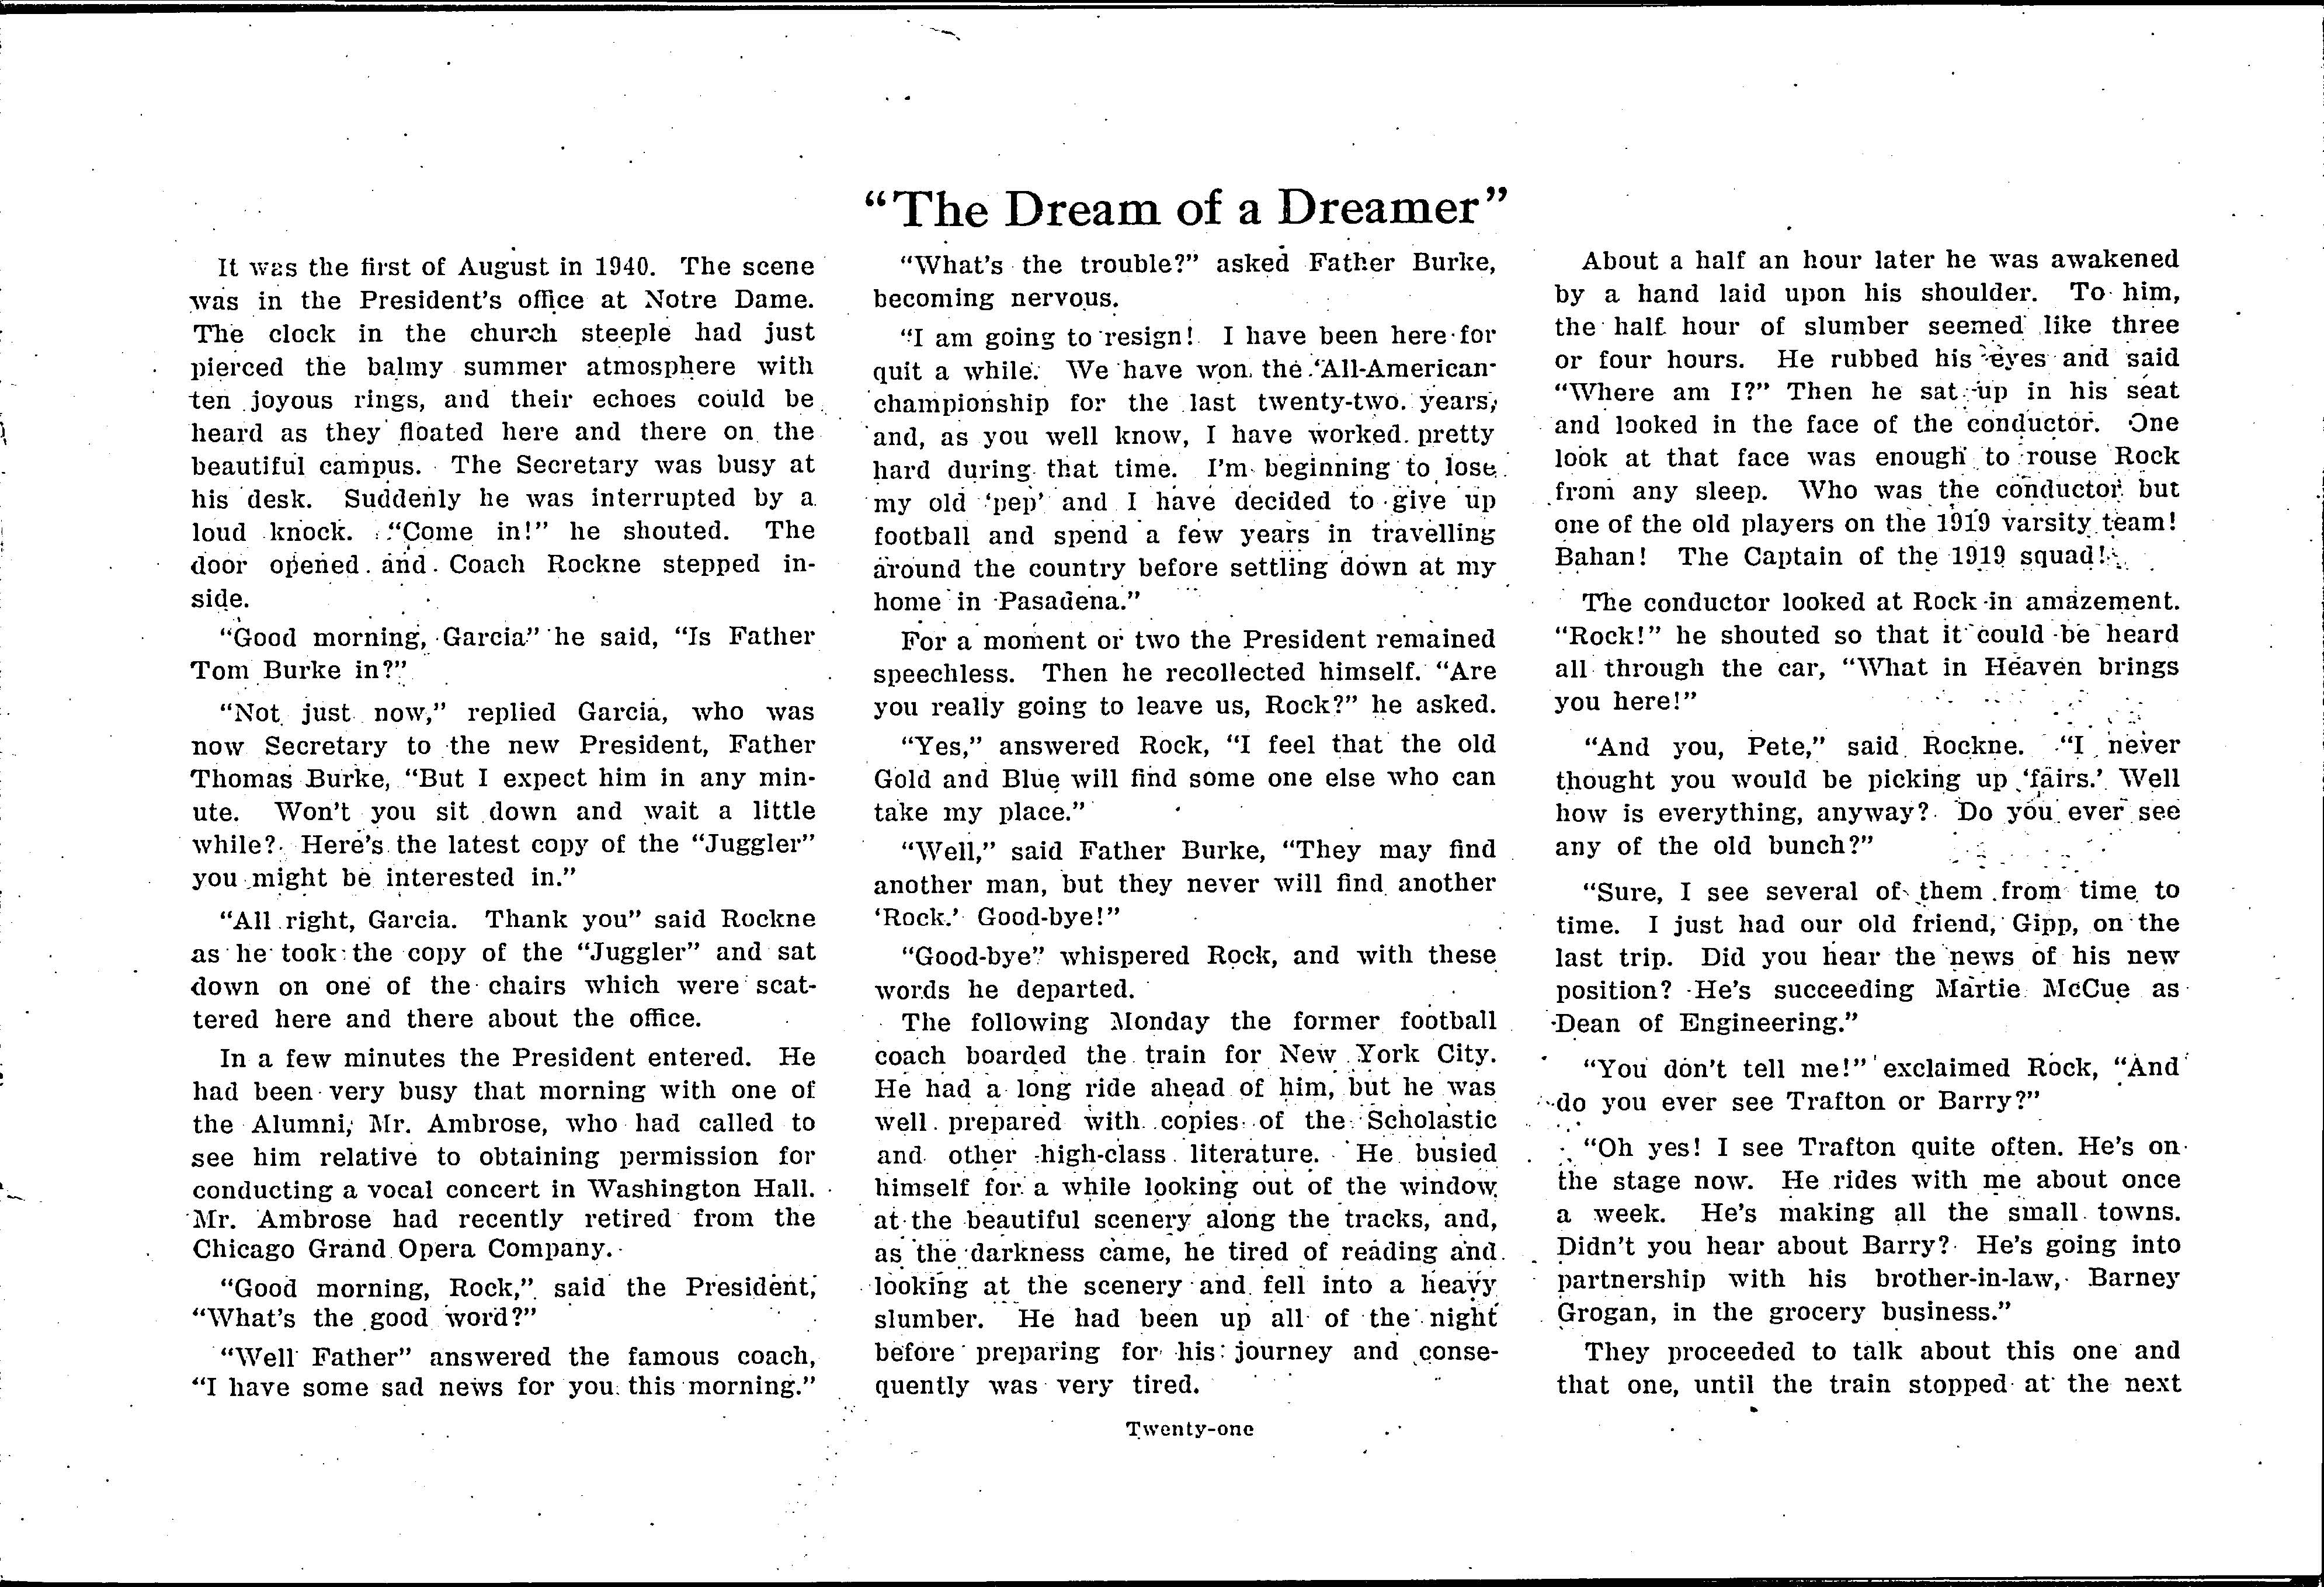 "The Dream of a Dreamer"
It was the first of August in 1940. The scene
was in the President's office at Notre Dame.
The clock in the church steeple had just
pierced the balmy summer atmosphere with
ten joyous rings, and their echoes could be
heard as they floated here and there on the
beautiful campus. The Secretary was busy at
his desk. Suddenly he was interrupted by a
loud knock. "Come in!" he shouted. The
door opened and Coach Rockne stepped in-
side.
"Good morning, Garcia" he said, "Is Father
Tom Burke in?"
"Not just now," replied Garcia, who was
now Secretary to the new President, Father
Thomas Burke, "But I expect him in any min-
ute. Won't you sit down and wait a little
while? Here's the latest copy of the "Juggler"
you might be interested in."
"All right, Garcia. Thank you" said Rockne
as he took the copy of the "Juggler" and sat
down on one of the chairs which were scat-
tered here and there about the office.
In a few minutes the President entered. He
had been very busy that morning with one of
the Alumni, Mr. Ambrose, who had called to
see him relative to obtaining permission for
conducting a vocal concert in Washington Hall.
Mr. Ambrose had recently retired from the
Chicago Grand Opera Company.
"Good morning, Rock," said the President,
"What's the good word?"
"Well Father" answered the famous coach,
"I have some sad news for you this morning."
"What's the trouble?" asked Father Burke,
becoming nervous.
"I am going to resign! I have been here for
quit a while. We have won the 'All-American'
championship for the last twenty-two years,
and, as you well know, I have worked pretty
hard during that time. I'm beginning to lose
my old 'pep' and I have decided to give up
football and spend a few years in travelling
around the country before settling down at my
home in Pasadena."
For a moment or two the President remained
speechless. Then he recollected himself. "Are
you really going to leave us, Rock?" he asked.
"Yes," answered Rock, "I feel that the old
Gold and Blue will find some one else who can
take my place."
"Well," said Father Burke, "They may find
another man, but they never will find another
'Rock.' Good-bye!"
"Good-bye" whispered Rock, and with these
words he departed.
The following Monday the former football
coach boarded the train for New York City.
He had a long ride ahead of him, but he was
well prepared with copies of the Scholastic
and other high-class literature. He busied
himself for a while looking out of the window
at the beautiful scenery along the tracks, and,
as the darkness came, he tired of reading and
looking at the scenery and fell into a heavy
slumber. He had been up all of the night
before preparing for his journey and conse-
quently was very tired.
About a half an hour later he was awakened
by a hand laid upon his shoulder. To him,
the half hour of slumber seemed like three
or four hours. He rubbed his eyes and said
"Where am I?" Then he sat up in his seat
and looked in the face of the conductor. One
look at that face was enough to rouse Rock
from any sleep. Who was the conductor but
one of the old players on the 1919 varsity team!
Bahan! The Captain of the 1919 squad!
The conductor looked at Rock in amazement.
"Rock!" he shouted so that it could be heard
all through the car, "What in Heaven brings
you here!"
"And you, Pete," said Rockne. "I never
thought you would be picking up 'fairs.' Well
how is everything, anyway? Do you ever see
any of the old bunch?"
"Sure, I see several of them from time to
time. I just had our old friend, Gipp, on the
last trip. Did you hear the news of his new
position? He's succeeding Martie McCue as
Dean of Engineering."
"You don't tell me!" exclaimed Rock, "And
do you ever see Trafton or Barry?"
"Oh yes! I see Trafton quite often. He's on
the stage now. He rides with me about once
a week. He's making all the small towns.
Didn't you hear about Barry? He's going into
partnership with his brother-in-law, Barney
Grogan, in the grocery business."
They proceeded to talk about this one and
that one, until the train stopped at the next
Twenty-one